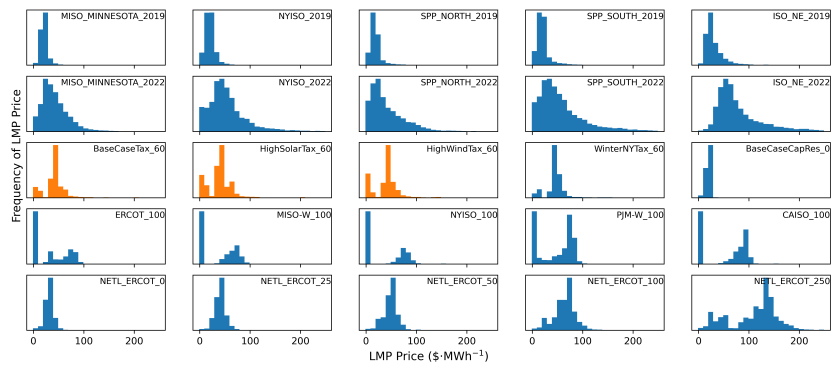 MISO_MINNESOTA_2019
NYISO_2019
SPP_NORTH_2019
SPP_SOUTH_2019
ISO_NE_2019
MISO_MINNESOTA_2022
NYISO_2022
SPP_NORTH_2022
SPP_SOUTH_2022
ISO_NE_2022
BaseCaseTax_60
HighSolarTax_60
HighWindTax_60
WinterNYTax_60
BaseCaseCapRes_0
ERCOT_100
MISO-W_100
NYISO_100
PJM-W_100
CAISO_100
NETL_ERCOT_0
NETL_ERCOT_25
NETL_ERCOT_50
NETL_ERCOT_100
NETL_ERCOT_250
0 100 200
0 100 200
0 100 200
0 100 200
0 100 200
Frequency of LMP Price
LMP Price ($·MWh⁻¹)